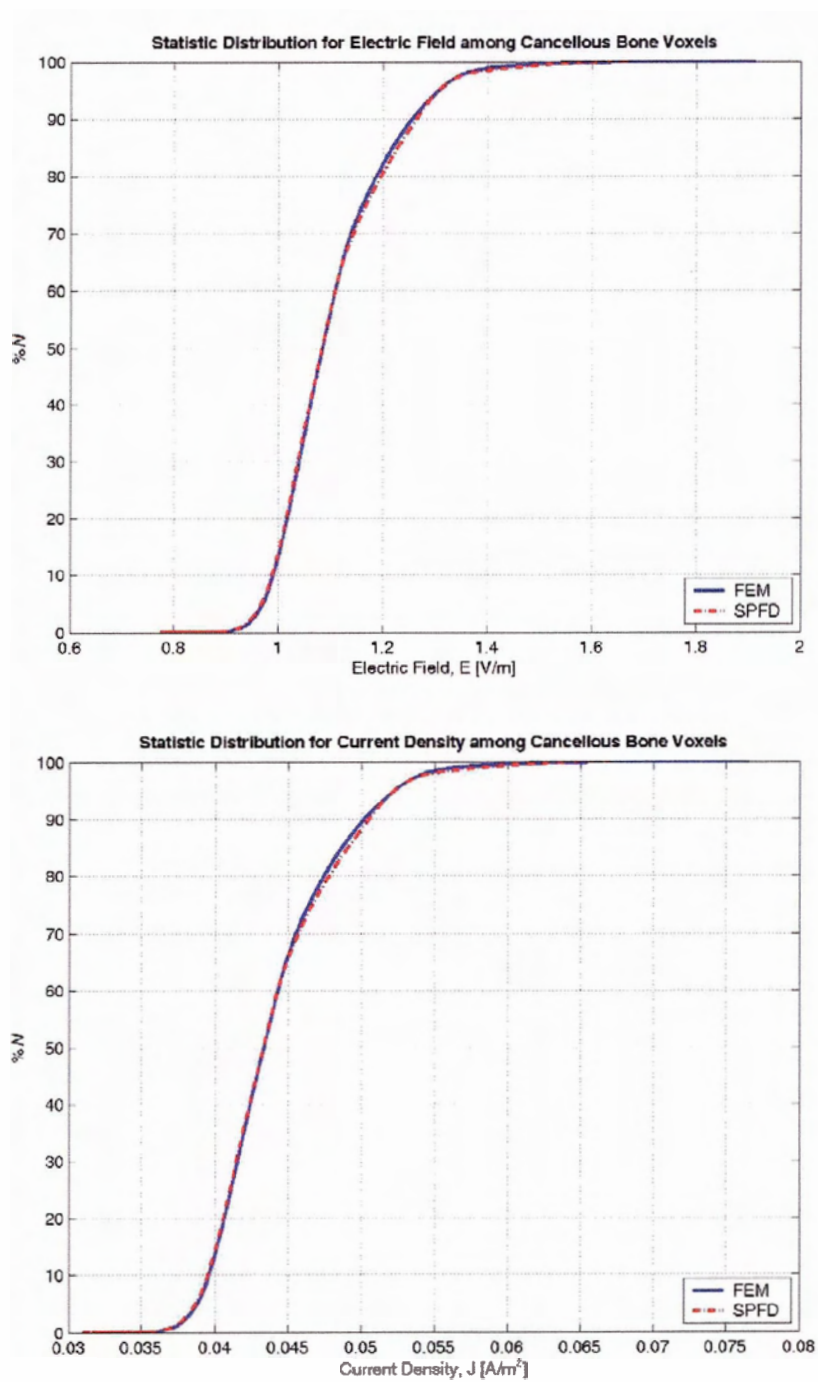 Statistic Distribution for Electric Field among Cancellous Bone Voxels
100
90
80
70
60
50
40
30
20
10
0
%N
0.6 0.8 1 1.2 1.4 1.6 1.8 2
Electric Field, E [V/m]
FEM
SPFD
Statistic Distribution for Current Density among Cancellous Bone Voxels
100
90
80
70
60
50
40
30
20
10
0
%N
0.03 0.035 0.04 0.045 0.05 0.055 0.06 0.065 0.07 0.075 0.08
Current Density, J [A/m²]
FEM
SPFD